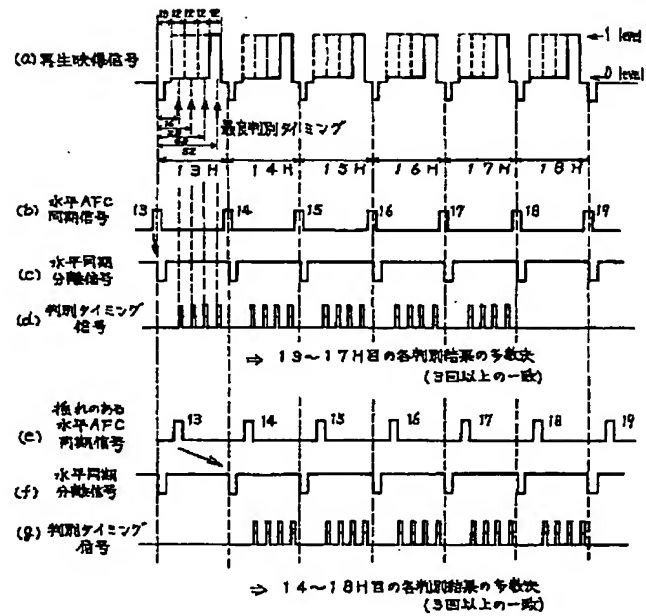 12 12 12 12
1 level
(a) 再生映像信号
0 level
最良判別タイミング
52
13H 14H 15H 16H 17H 18H
(b) 水平AFC同期信号
13 14 15 16 17 18 19
(c) 水平同期分離信号
(d) 判別タイミング信号
⇒ 13〜17H目の各判別結果の多数決
(3回以上の一致)
(e) 揺れのある水平AFC同期信号
13 14 15 16 17 18 19
(f) 水平同期分離信号
(g) 判別タイミング信号
⇒ 14〜18H目の各判別結果の多数決
(3回以上の一致)